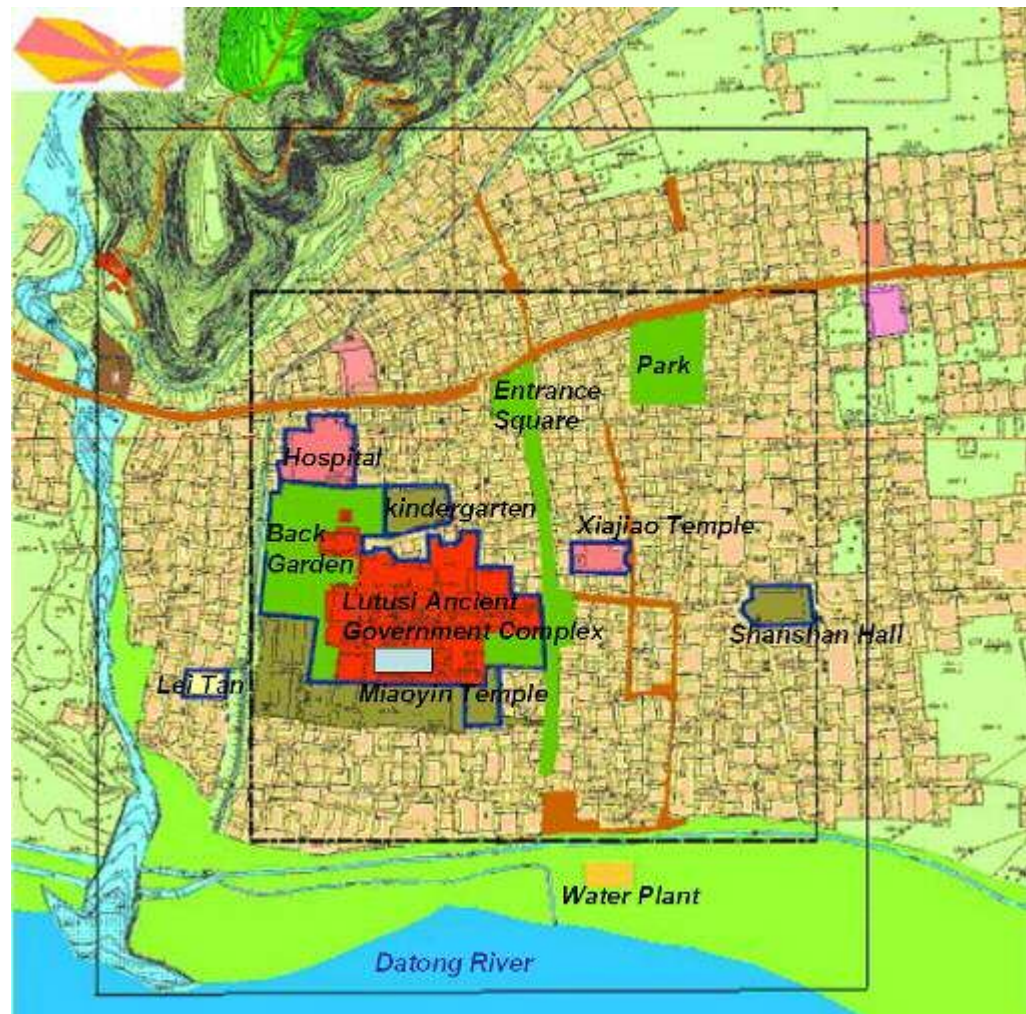 Park
Entrance
Square
Hospital
kindergarten
Xiajiao Temple
Back
Garden
Lutusi Ancient
Government Complex
Shanshan Hall
Lei Tan
Miaoyin Temple
Water Plant
Datong River